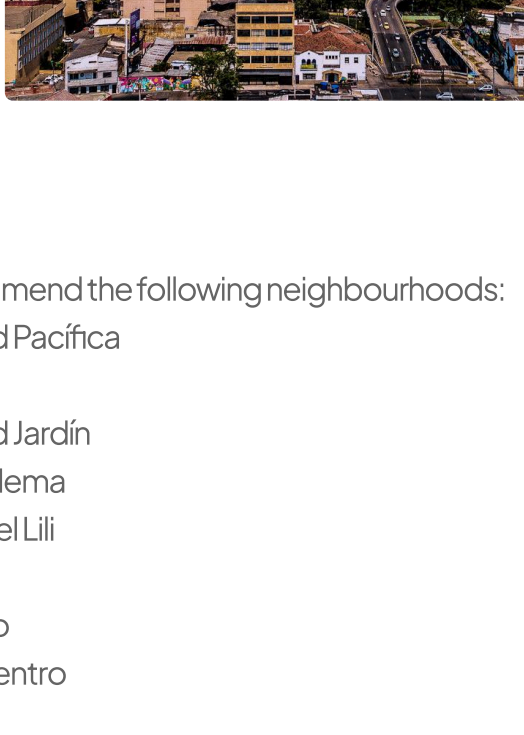 mend the following neighbourhoods:
d Pacífica
d Jardín
lema
el Lili
o
entro